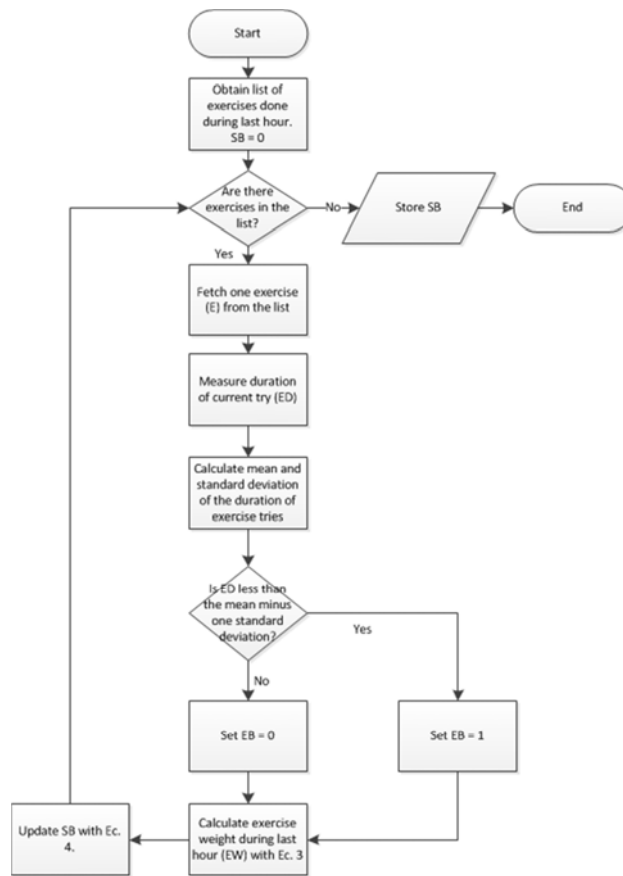 Start
Obtain list of
exercises done
during last hour.
SB = 0
Are there
exercises in the
list?
No
Store SB
End
Yes
Fetch one exercise
(E) from the list
Measure duration
of current try (ED)
Calculate mean and
standard deviation
of the duration of
exercise tries
Is ED less than
the mean minus
one standard
deviation?
Yes
No
Set EB = 0
Set EB = 1
Update SB with Ec.
4.
Calculate exercise
weight during last
hour (EW) with Ec. 3